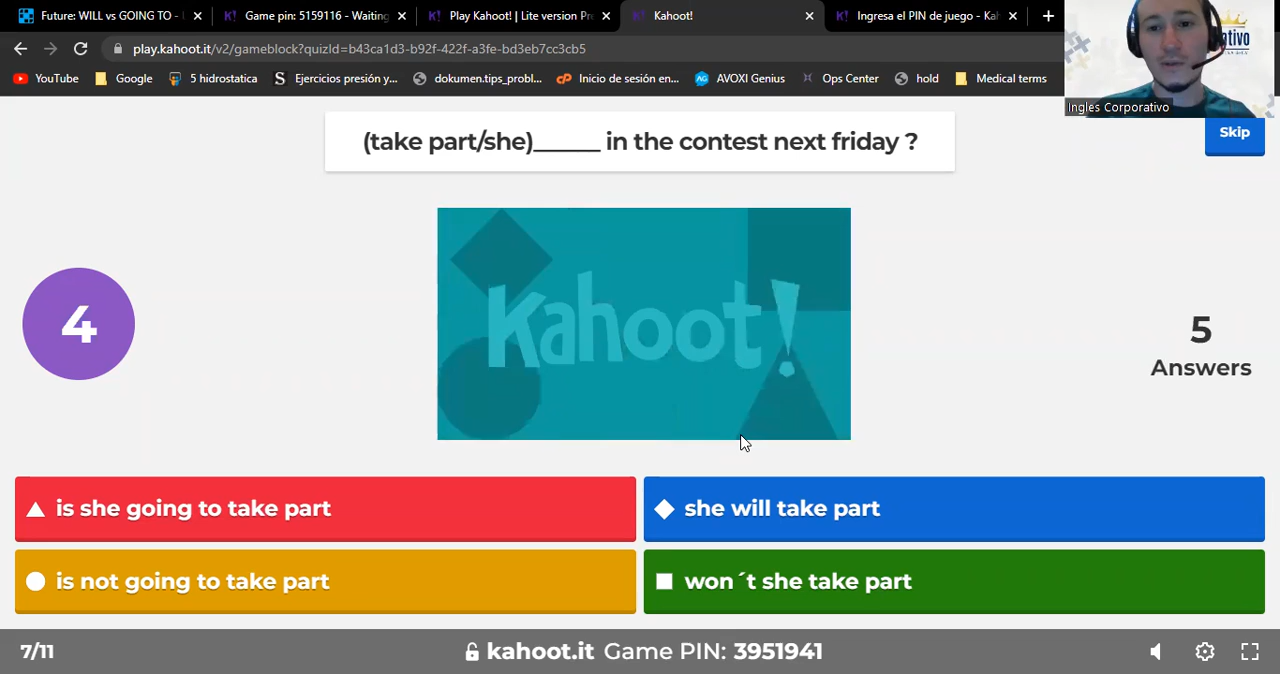 Future: WILL vs GOING TO -
Game pin: 5159116 - Waiting
Play Kahoot! | Lite version Pre
Kahoot!
Ingresa el PIN de juego - Kah
play.kahoot.it/v2/gameblock?quizId=b43ca1d3-b92f-422f-a3fe-bd3eb7cc3cb5
YouTube Google 5 hidrostatica Ejercicios presión y... dokumen.tips_probl... Inicio de sesión en... AVOXI Genius Ops Center hold Medical terms
Ingles Corporativo
(take part/she)______ in the contest next friday ?
Skip
Kahoot!
4
5
Answers
is she going to take part
she will take part
is not going to take part
won´t she take part
7/11
kahoot.it Game PIN: 3951941